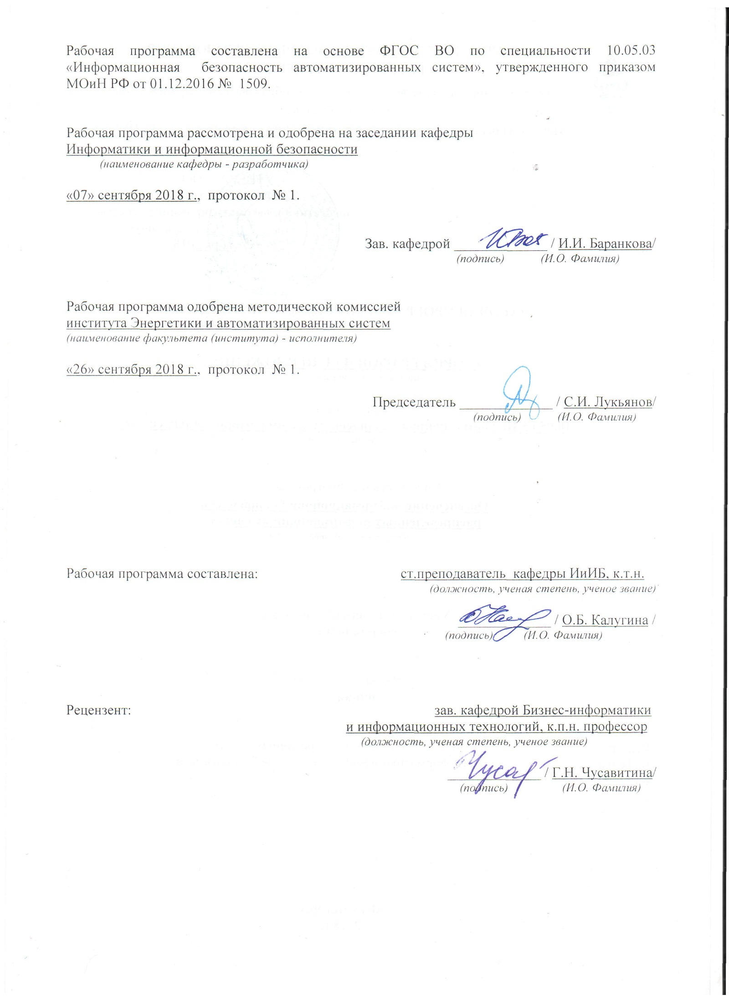 Рабочая программа составлена на основе ФГОС ВО по специальности 10.05.03
«Информационная безопасность автоматизированных систем», утвержденного приказом
МОиН РФ от 01.12.2016 № 1509.
Рабочая программа рассмотрена и одобрена на заседании кафедры
Информатики и информационной безопасности
(наименование кафедры - разработчика)
«07» сентября 2018 г., протокол № 1.
Зав. кафедрой ______________ / И.И. Баранкова/
(подпись) (И.О. Фамилия)
Рабочая программа одобрена методической комиссией
института Энергетики и автоматизированных систем
(наименование факультета (института) - исполнителя)
«26» сентября 2018 г., протокол № 1.
Председатель ______________ / С.И. Лукьянов/
(подпись) (И.О. Фамилия)
Рабочая программа составлена: ст.преподаватель кафедры ИиИБ, к.т.н.
(должность, ученая степень, ученое звание)
______________ / О.Б. Калугина /
(подпись) (И.О. Фамилия)
Рецензент: зав. кафедрой Бизнес-информатики
и информационных технологий, к.п.н. профессор
(должность, ученая степень, ученое звание)
______________ / Г.Н. Чусавитина/
(подпись) (И.О. Фамилия)